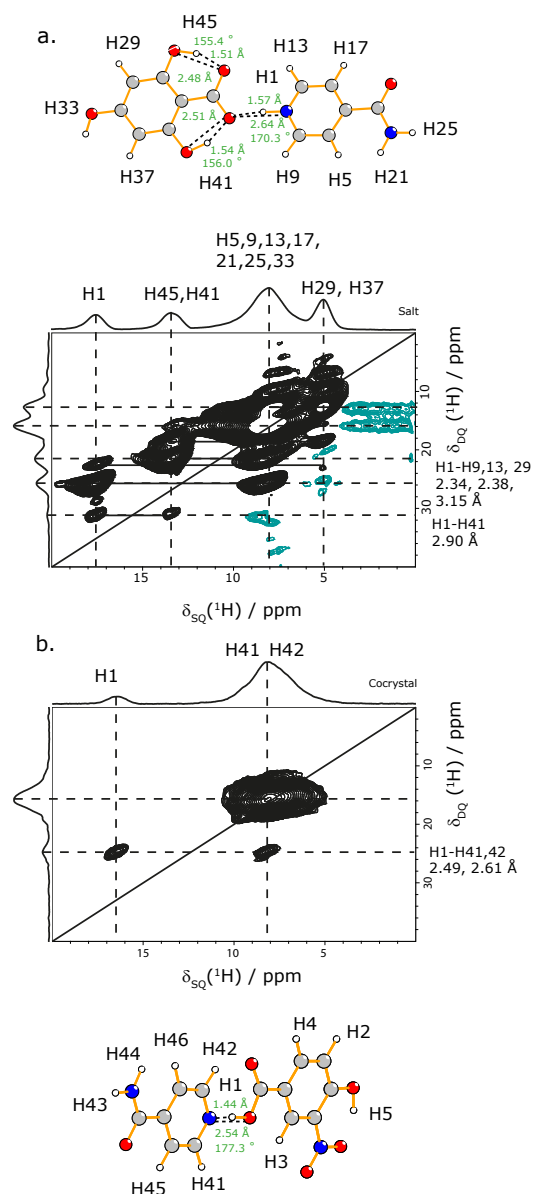 a.
H45
155.4 °
1.51 Å
H29
H13
H17
H1
2.48 Å
1.57 Å
H33
2.51 Å
2.64 Å
170.3 °
H25
1.54 Å
156.0 °
H37
H41
H9
H5
H21
H5,9,13,17,
21,25,33
H1
H45,H41
H29, H37
Salt
10
20
30
δDQ (¹H) / ppm
H1-H9,13, 29
2.34, 2.38,
3.15 Å
H1-H41
2.90 Å
15 10 5
δSQ(¹H) / ppm
b.
H1
H41 H42
Cocrystal
10
20
30
δDQ (¹H) / ppm
H1-H41,42
2.49, 2.61 Å
15 10 5
δSQ(¹H) / ppm
H4
H2
H46
H44
H42
H1
H43
1.44 Å
2.54 Å
177.3 °
H5
H3
H45
H41